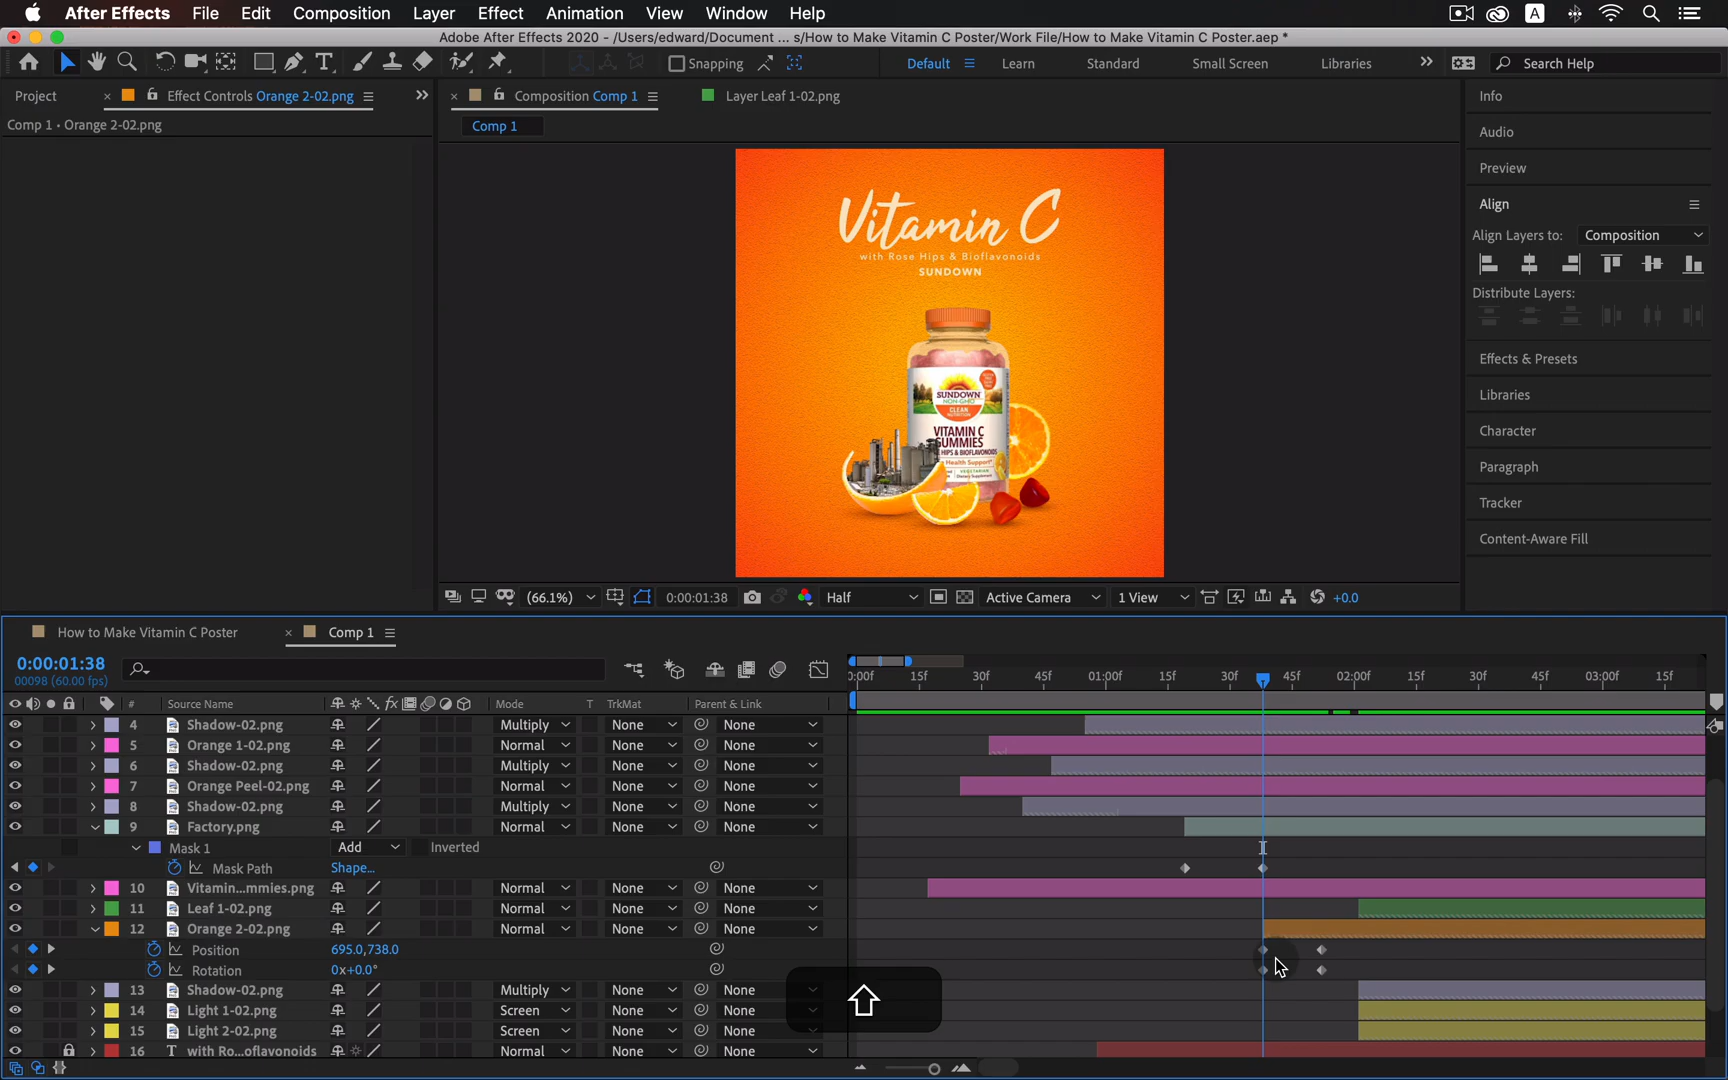 After Effects File Edit Composition Layer Effect Animation View Window Help A
Adobe After Effects 2020 - /Users/edward/Document ... s/How to Make Vitamin C Poster/Work File/How to Make Vitamin C Poster.aep *
Snapping Default Learn Standard Small Screen Libraries Search Help
Project Effect Controls Orange 2-02.png Composition Comp 1 Layer Leaf 1-02.png
Comp 1 • Orange 2-02.png
Comp 1
Info
Audio
Preview
Align
Align Layers to: Composition
Distribute Layers:
Effects & Presets
Libraries
Character
Paragraph
Tracker
Content-Aware Fill
Vitamin C
with Rose Hips & Bioflavonoids
SUNDOWN
SUNDOWN
NON-GMO
CLEAN
NUTRITION
VITAMIN C
GUMMIES
HIPS & BIOFLAVONOIDS
Health Support
VEGETARIAN
(66.1%) 0:00:01:38 Half Active Camera 1 View +0.0
How to Make Vitamin C Poster Comp 1
0:00:01:38
00098 (60.00 fps)
0:00f 15f 30f 45f 01:00f 15f 30f 45f 02:00f 15f 30f 45f 03:00f 15f
# Source Name fx Mode T TrkMat Parent & Link
4 Shadow-02.png Multiply None None
5 Orange 1-02.png Normal None None
6 Shadow-02.png Multiply None None
7 Orange Peel-02.png Normal None None
8 Shadow-02.png Multiply None None
9 Factory.png Normal None None
Mask 1 Add Inverted
Mask Path Shape...
10 Vitamin...mmies.png Normal None None
11 Leaf 1-02.png Normal None None
12 Orange 2-02.png Normal None None
Position 695.0,738.0
Rotation 0x+0.0°
13 Shadow-02.png Multiply None None
14 Light 1-02.png Screen None None
15 Light 2-02.png Screen None None
16 T with Ro...oflavonoids Normal None None